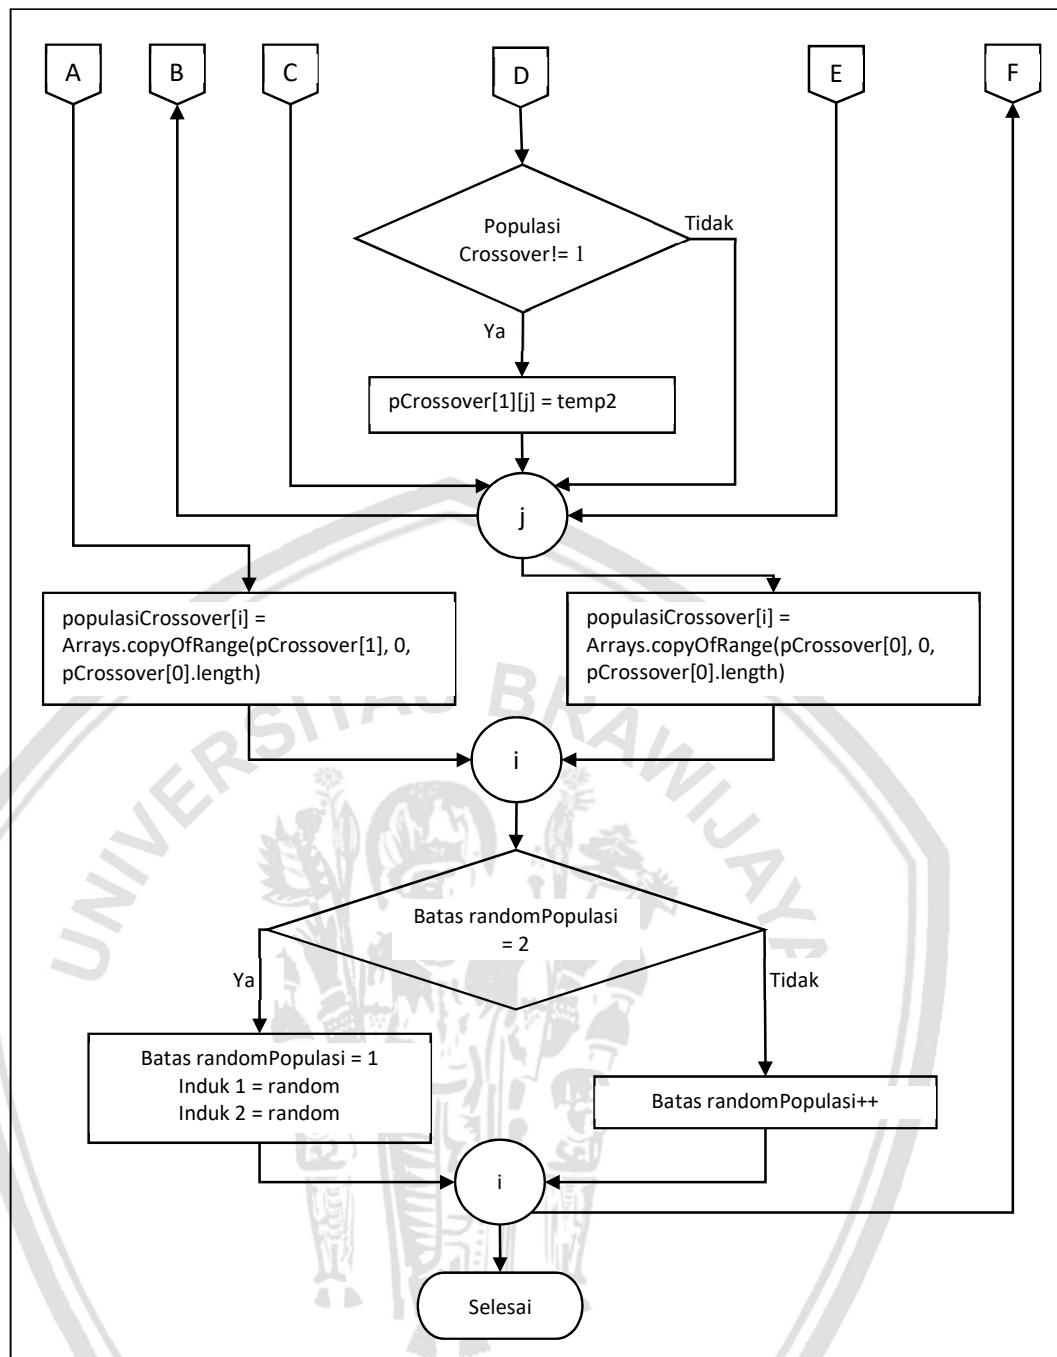 A B C D E F
Populasi
Crossover!= 1
Tidak
Ya
pCrossover[1][j] = temp2
j
populasiCrossover[i] =
Arrays.copyOfRange(pCrossover[1], 0,
pCrossover[0].length)
populasiCrossover[i] =
Arrays.copyOfRange(pCrossover[0], 0,
pCrossover[0].length)
UNIVERSITAS BRAWIJAYA
i
Batas randomPopulasi
= 2
Ya
Tidak
Batas randomPopulasi = 1
Induk 1 = random
Induk 2 = random
Batas randomPopulasi++
i
Selesai